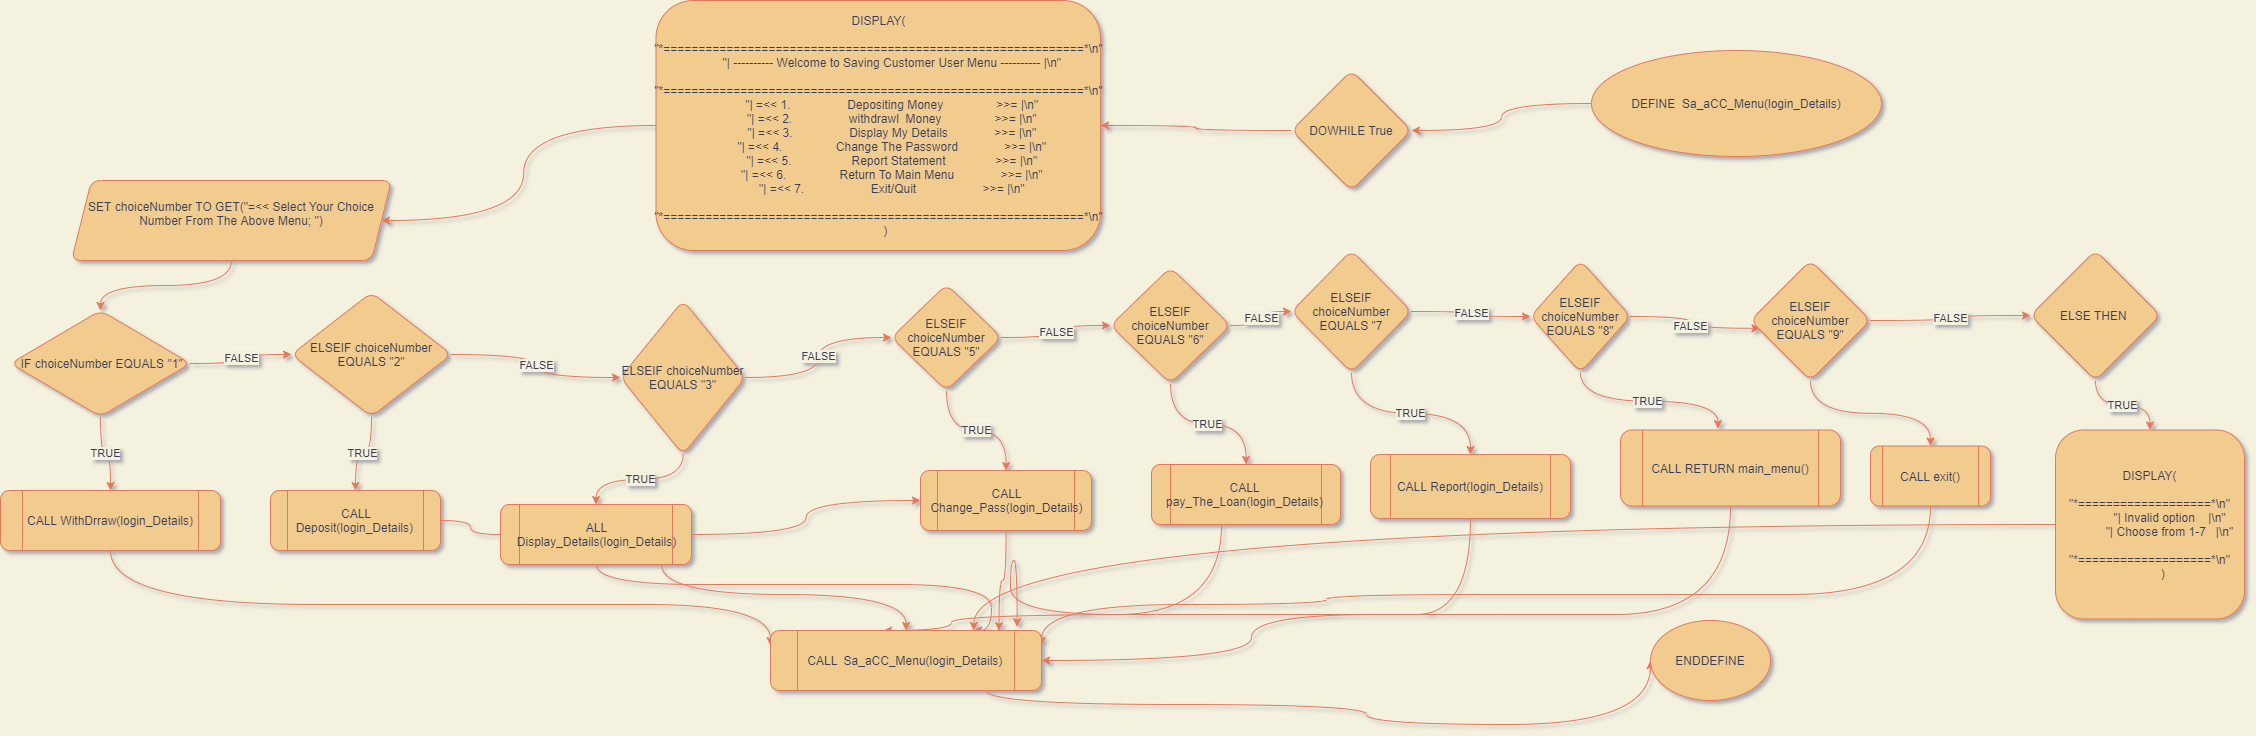 DISPLAY(
"*============================================================*\n"
"| ---------- Welcome to Saving Customer User Menu ---------- |\n"
"*============================================================*\n"
"| =<< 1. Depositing Money >>= |\n"
"| =<< 2. withdrawl Money >>= |\n"
"| =<< 3. Display My Details >>= |\n"
"| =<< 4. Change The Password >>= |\n"
"| =<< 5. Report Statement >>= |\n"
"| =<< 6. Return To Main Menu >>= |\n"
"| =<< 7. Exit/Quit >>= |\n"
"*============================================================*\n"
)
DOWHILE True
DEFINE Sa_aCC_Menu(login_Details)
SET choiceNumber TO GET("=<< Select Your Choice
Number From The Above Menu; ")
IF choiceNumber EQUALS "1"
FALSE
ELSEIF choiceNumber
EQUALS "2"
FALSE
ELSEIF choiceNumber
EQUALS "3"
FALSE
ELSEIF
choiceNumber
EQUALS "5"
FALSE
ELSEIF
choiceNumber
EQUALS "6"
FALSE
ELSEIF
choiceNumber
EQUALS "7
FALSE
ELSEIF
choiceNumber
EQUALS "8"
FALSE
ELSEIF
choiceNumber
EQUALS "9"
FALSE
ELSE THEN
TRUE
TRUE
TRUE
TRUE
TRUE
TRUE
TRUE
TRUE
CALL WithDrraw(login_Details)
CALL
Deposit(login_Details)
ALL
Display_Details(login_Details)
CALL
Change_Pass(login_Details)
CALL
pay_The_Loan(login_Details)
CALL Report(login_Details)
CALL RETURN main_menu()
CALL exit()
DISPLAY(
"*===================*\n"
"| Invalid option |\n"
"| Choose from 1-7 |\n"
"*===================*\n"
)
CALL Sa_aCC_Menu(login_Details)
ENDDEFINE